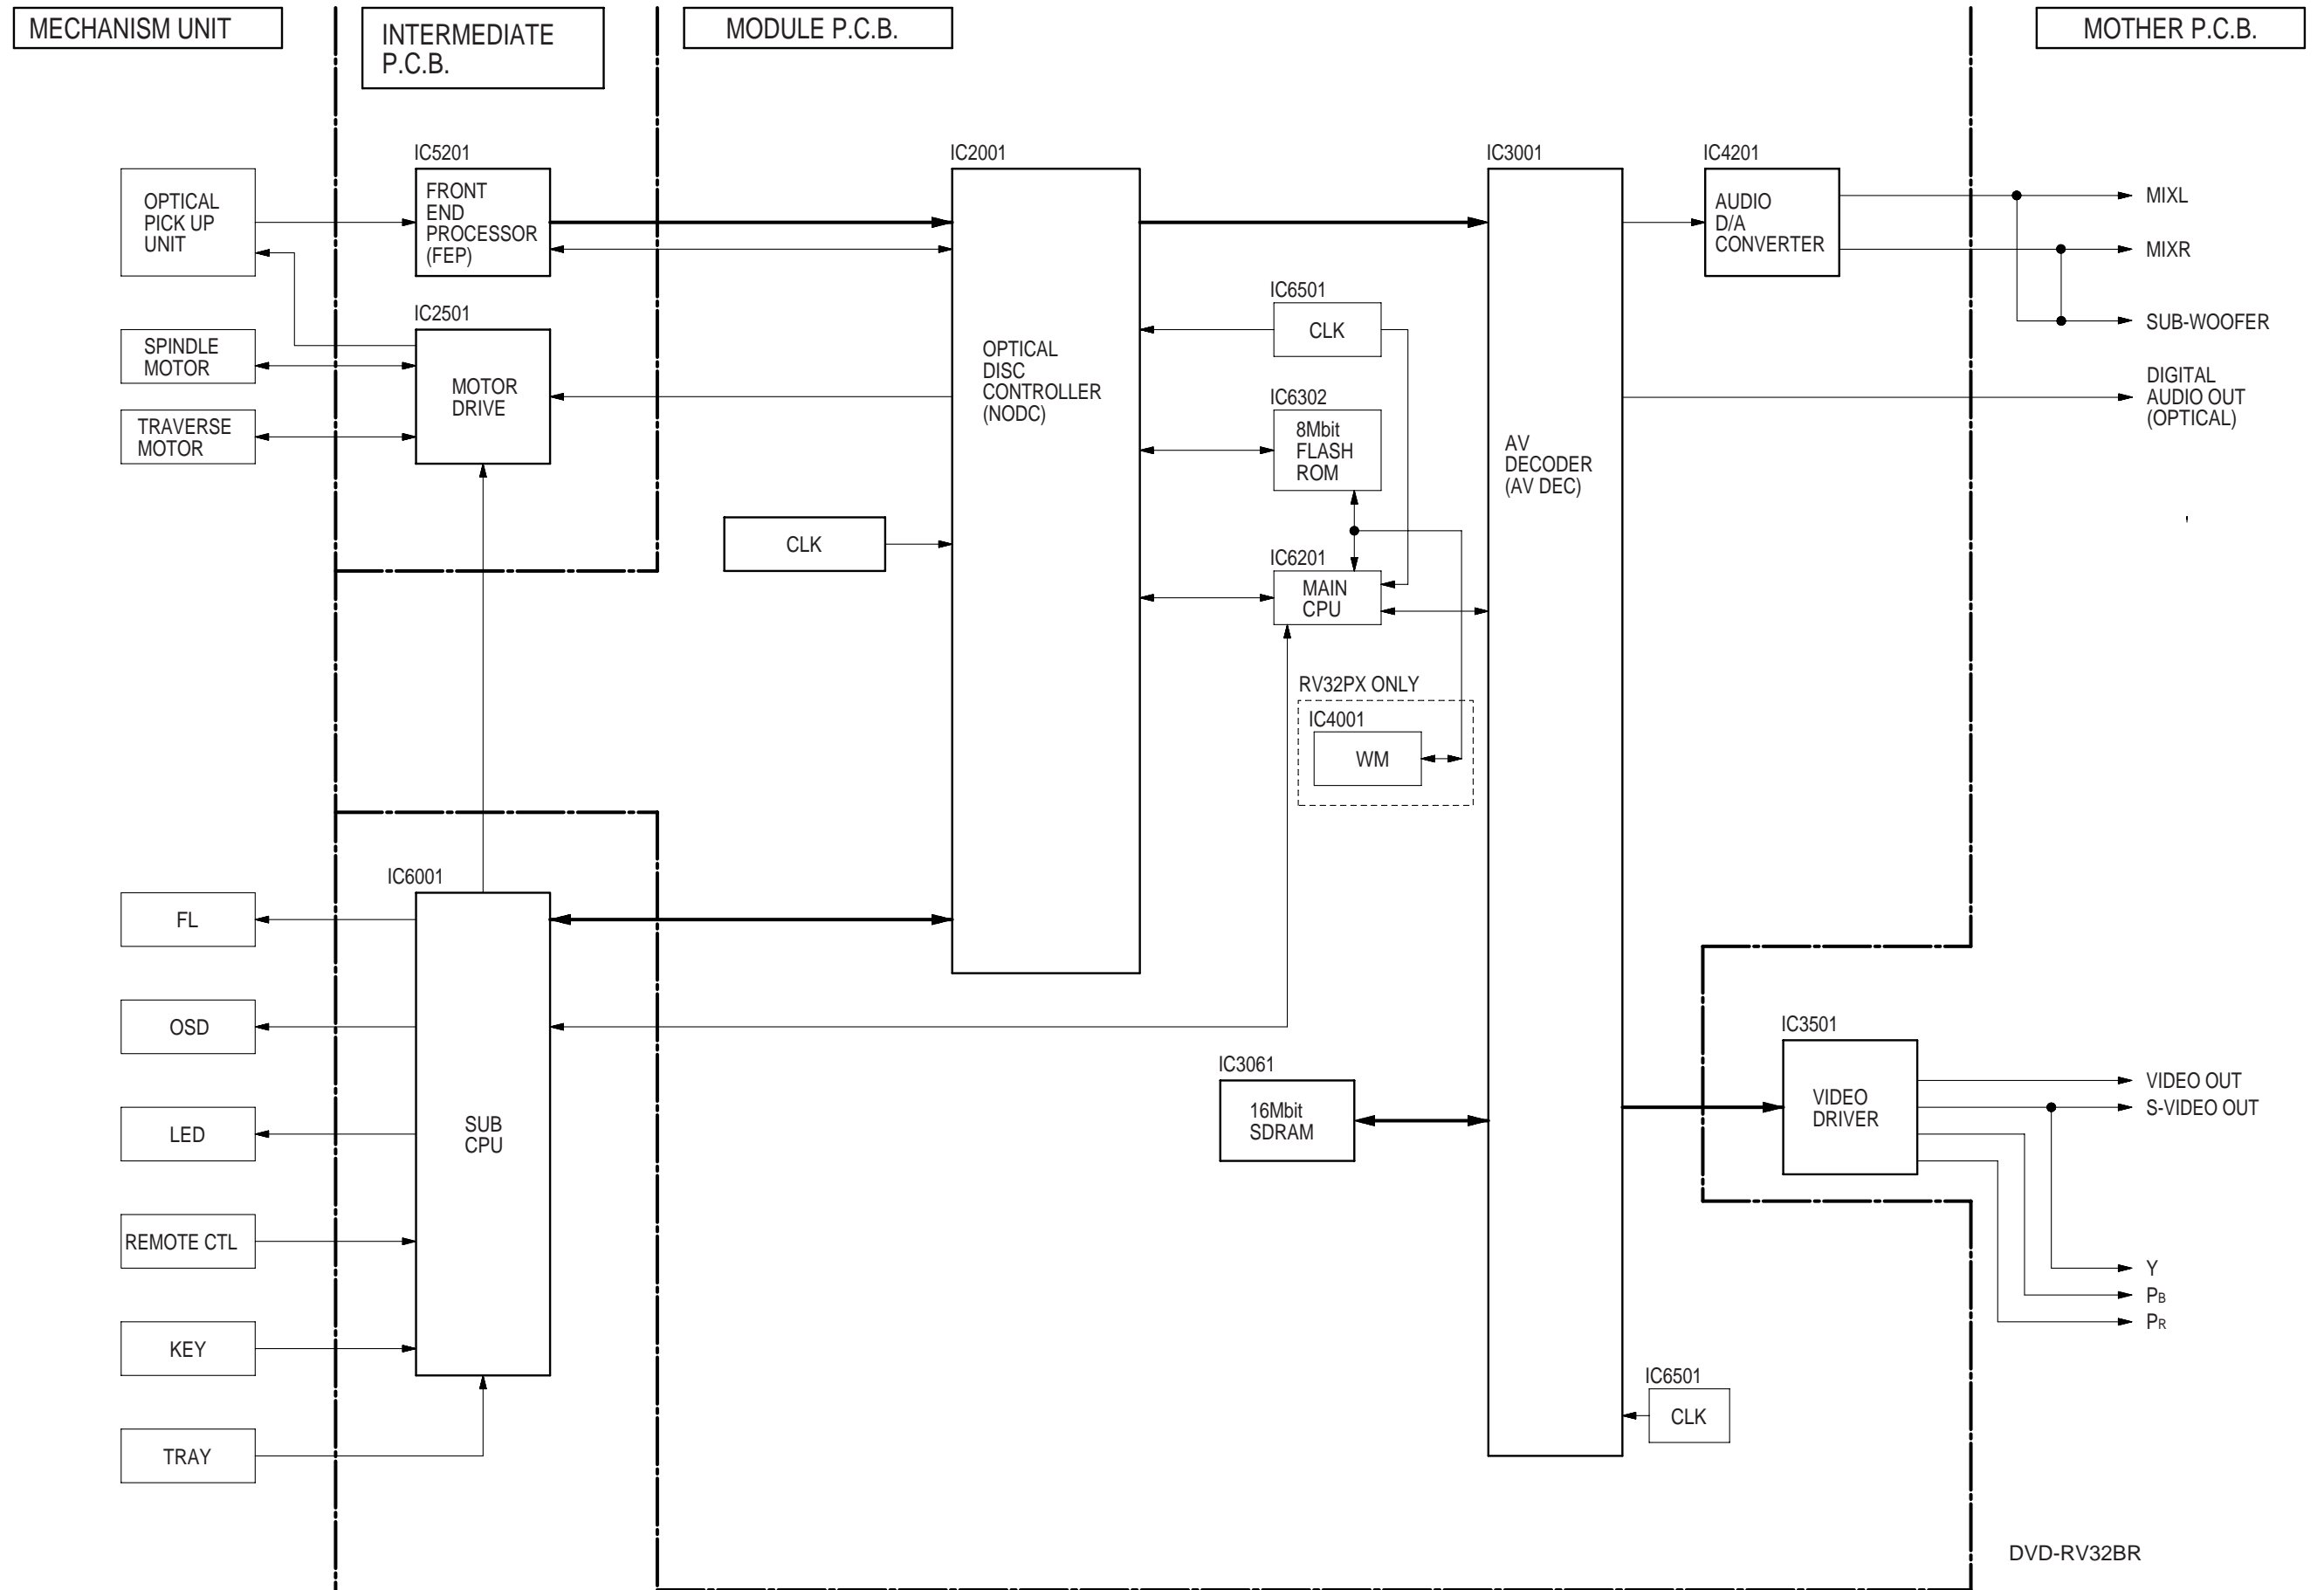 MECHANISM UNIT
INTERMEDIATE
P.C.B.
MODULE P.C.B.
MOTHER P.C.B.
IC5201
FRONT
END
PROCESSOR
(FEP)
OPTICAL
PICK UP
UNIT
IC2501
MOTOR
DRIVE
SPINDLE
MOTOR
TRAVERSE
MOTOR
IC2001
OPTICAL
DISC
CONTROLLER
(NODC)
CLK
IC6501
CLK
IC6302
8Mbit
FLASH
ROM
IC6201
MAIN
CPU
RV32PX ONLY
IC4001
WM
IC3001
AV
DECODER
(AV DEC)
IC4201
AUDIO
D/A
CONVERTER
MIXL
MIXR
SUB-WOOFER
DIGITAL
AUDIO OUT
(OPTICAL)
IC6001
SUB
CPU
FL
OSD
LED
REMOTE CTL
KEY
TRAY
IC3061
16Mbit
SDRAM
IC3501
VIDEO
DRIVER
VIDEO OUT
S-VIDEO OUT
Y
PB
PR
IC6501
CLK
DVD-RV32BR